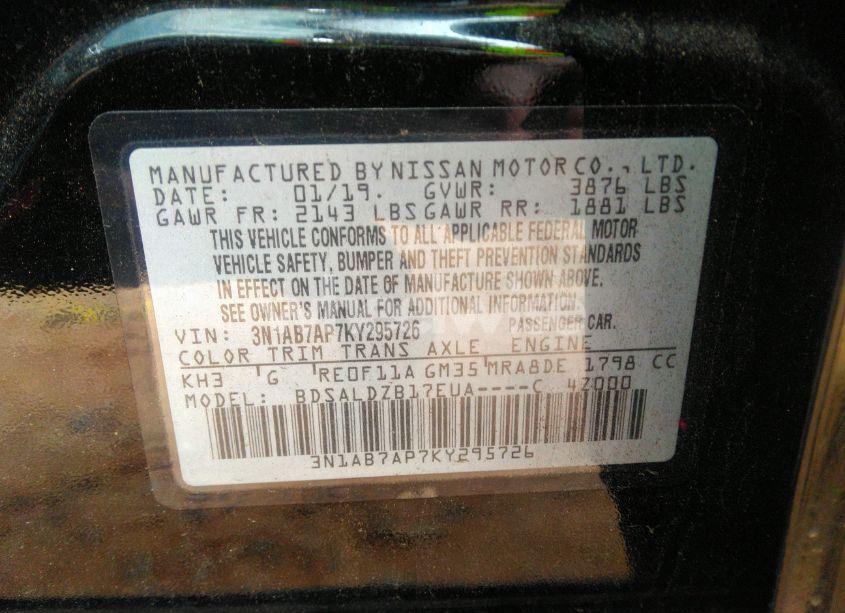 MANUFACTURED BY NISSAN MOTOR CO., LTD.
DATE: 01/19. GVWR: 3876 LBS
GAWR FR: 2143 LBS GAWR RR: 1881 LBS
THIS VEHICLE CONFORMS TO ALL APPLICABLE FEDERAL MOTOR
VEHICLE SAFETY, BUMPER AND THEFT PREVENTION STANDARDS
IN EFFECT ON THE DATE OF MANUFACTURE SHOWN ABOVE.
SEE OWNER'S MANUAL FOR ADDITIONAL INFORMATION.
VIN: 3N1AB7AP7KY295726 PASSENGER CAR.
COLOR TRIM TRANS AXLE ENGINE
KH3 G RE0F11A GM35 MRA8DE 1798 CC
MODEL: BDSALDZB17EUA----C 4Z000
3N1AB7AP7KY295726